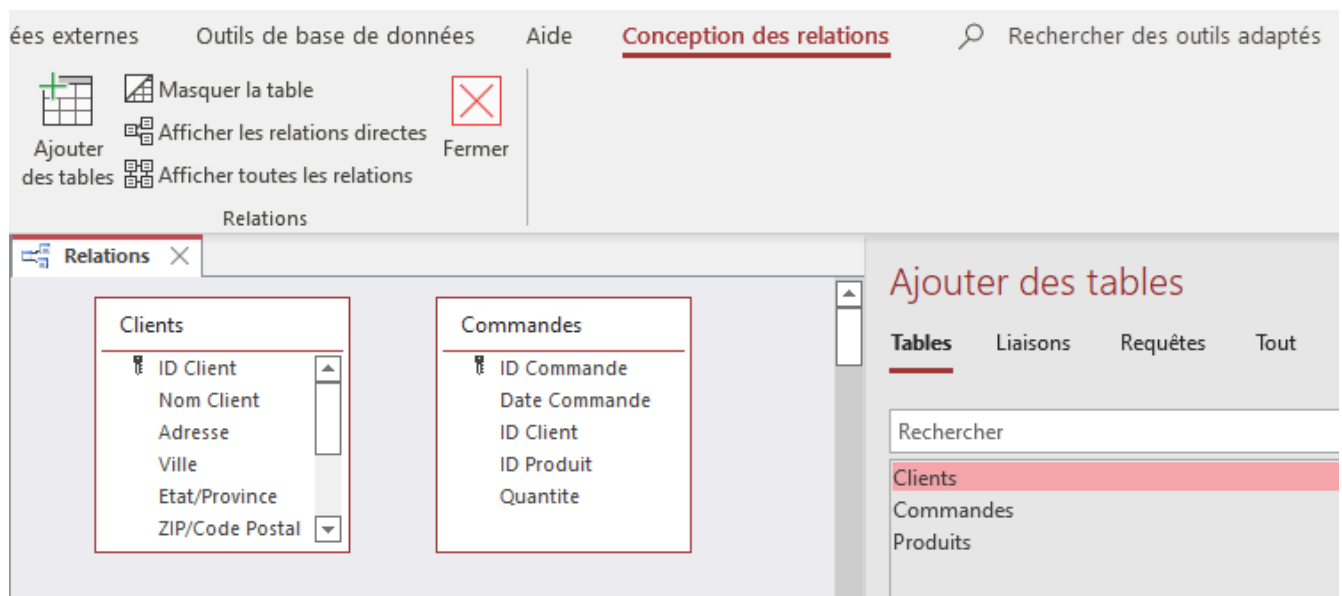 ées externes Outils de base de données Aide Conception des relations Rechercher des outils adaptés
Masquer la table
Afficher les relations directes
Afficher toutes les relations
Ajouter
des tables
Fermer
Relations
Relations
Clients
ID Client
Nom Client
Adresse
Ville
Etat/Province
ZIP/Code Postal
Commandes
ID Commande
Date Commande
ID Client
ID Produit
Quantite
Ajouter des tables
Tables Liaisons Requêtes Tout
Rechercher
Clients
Commandes
Produits